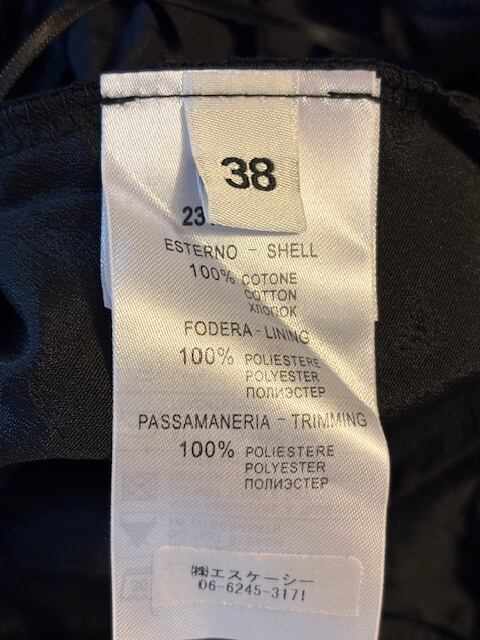 38
ESTERNO - SHELL
100% COTONE
COTTON
ХЛОПОК
FODERA-LINING
100% POLIESTERE
POLYESTER
ПОЛИЭСТЕР
PASSAMANERIA - TRIMMING
100% POLIESTERE
POLYESTER
ПОЛИЭСТЕР
㈱エスケーシー
06-6245-3171